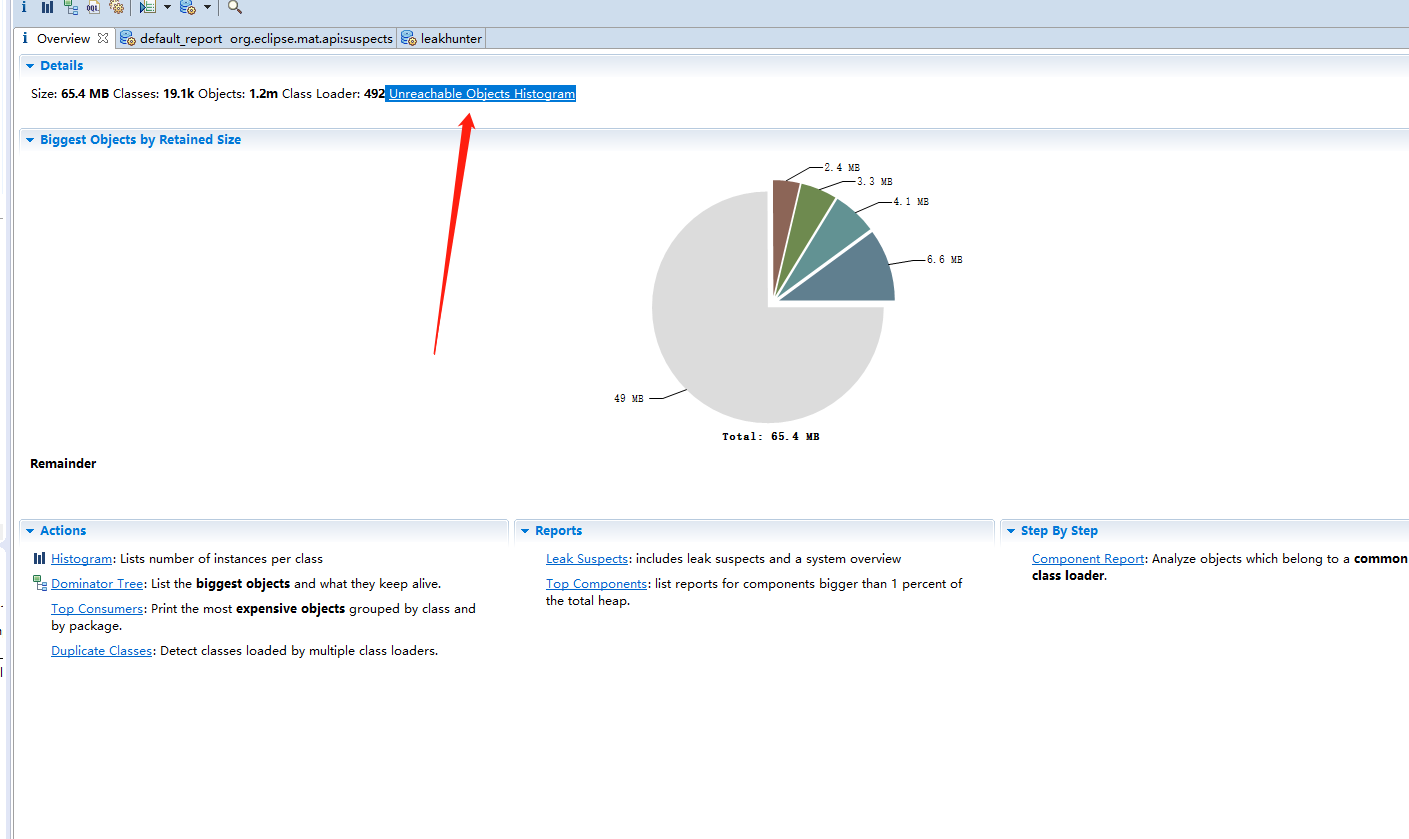 Overview
default_report org.eclipse.mat.api:suspects
leakhunter
Details
Size: 65.4 MB Classes: 19.1k Objects: 1.2m Class Loader: 492 Unreachable Objects Histogram
Biggest Objects by Retained Size
2.4 MB
3.3 MB
4.1 MB
6.6 MB
49 MB
Total: 65.4 MB
Remainder
Actions
Histogram: Lists number of instances per class
Dominator Tree: List the biggest objects and what they keep alive.
Top Consumers: Print the most expensive objects grouped by class and
by package.
Duplicate Classes: Detect classes loaded by multiple class loaders.
Reports
Leak Suspects: includes leak suspects and a system overview
Top Components: list reports for components bigger than 1 percent of
the total heap.
Step By Step
Component Report: Analyze objects which belong to a common
class loader.